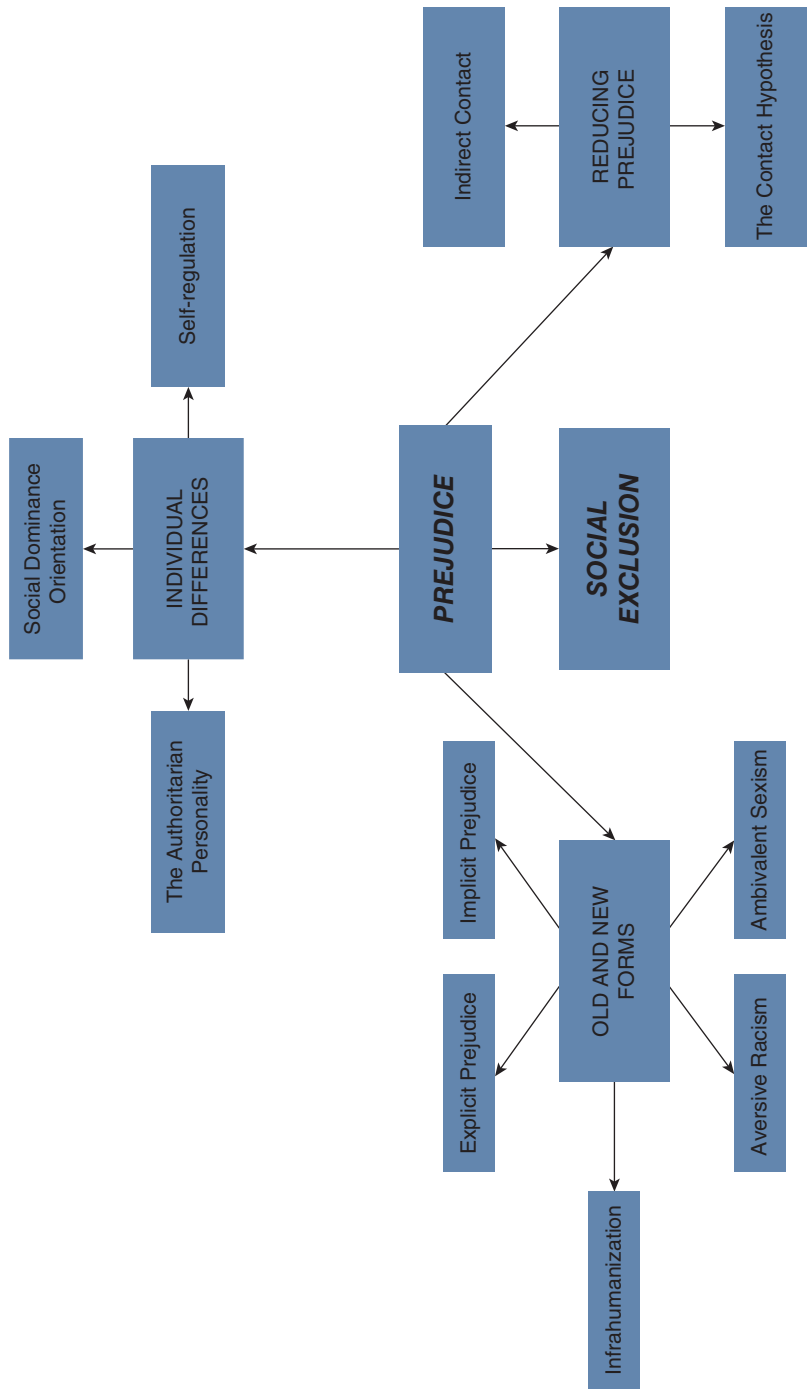 Social Dominance
Orientation
The Authoritarian
Personality
INDIVIDUAL
DIFFERENCES
Self-regulation
PREJUDICE
Explicit Prejudice
Implicit Prejudice
Indirect Contact
Infrahumanization
OLD AND NEW
FORMS
SOCIAL
EXCLUSION
REDUCING
PREJUDICE
Aversive Racism
Ambivalent Sexism
The Contact Hypothesis